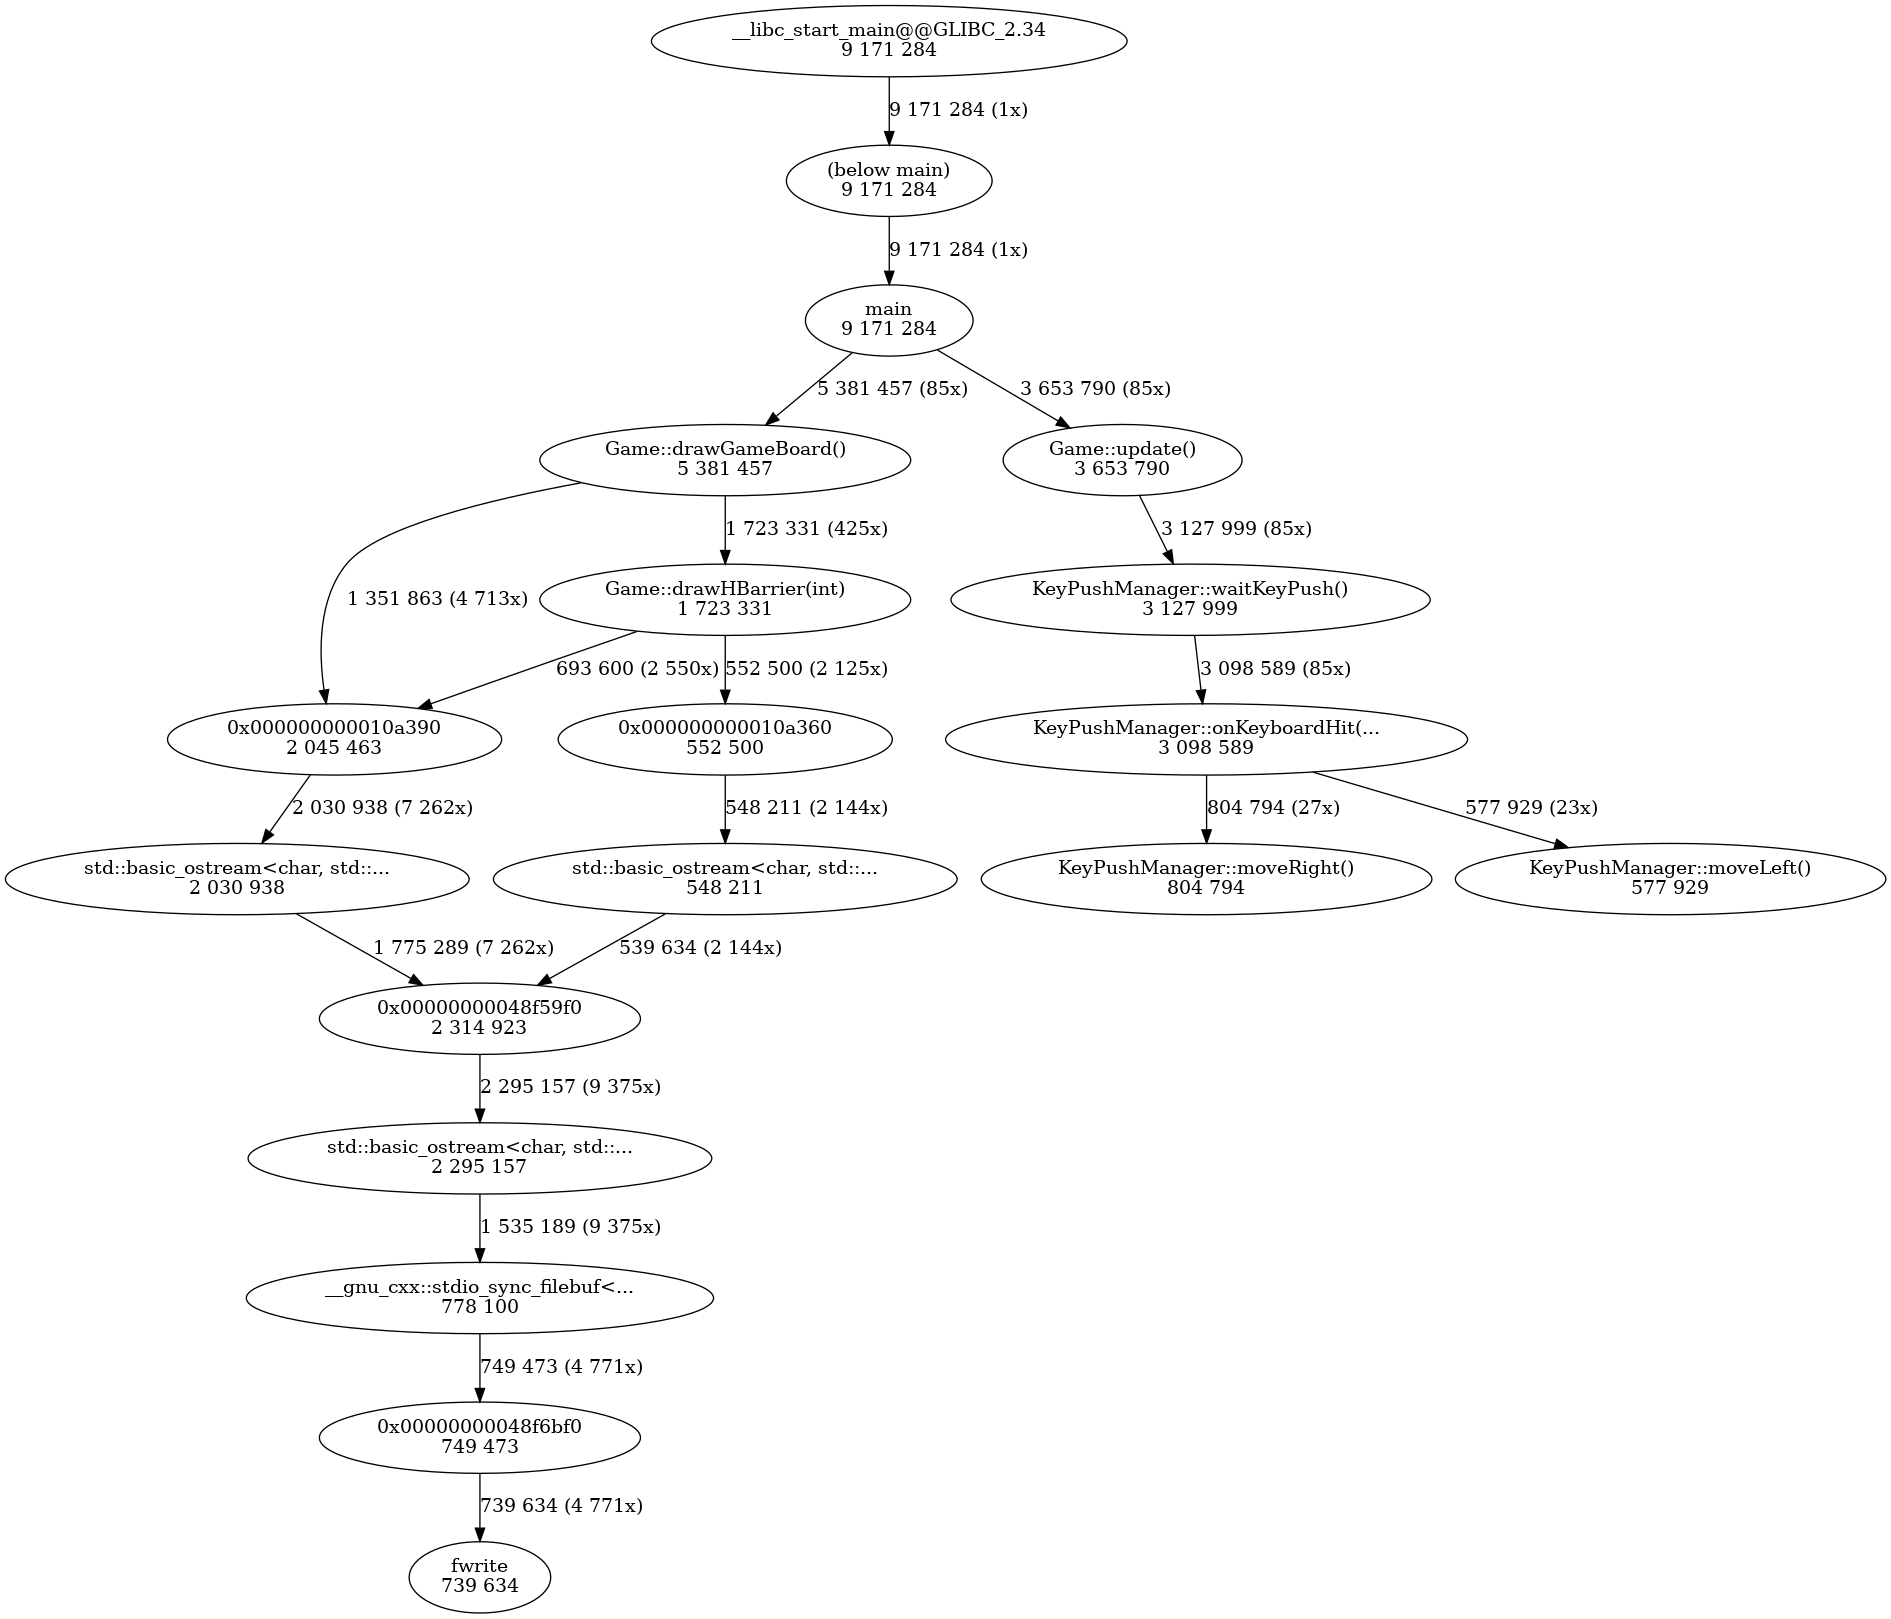 __libc_start_main@@GLIBC_2.34
9 171 284
9 171 284 (1x)
(below main)
9 171 284
9 171 284 (1x)
main
9 171 284
5 381 457 (85x)
3 653 790 (85x)
Game::drawGameBoard()
5 381 457
Game::update()
3 653 790
1 723 331 (425x)
3 127 999 (85x)
1 351 863 (4 713x)
Game::drawHBarrier(int)
1 723 331
KeyPushManager::waitKeyPush()
3 127 999
693 600 (2 550x)
552 500 (2 125x)
3 098 589 (85x)
0x000000000010a390
2 045 463
0x000000000010a360
552 500
KeyPushManager::onKeyboardHit(...
3 098 589
2 030 938 (7 262x)
548 211 (2 144x)
804 794 (27x)
577 929 (23x)
std::basic_ostream<char, std::...
2 030 938
std::basic_ostream<char, std::...
548 211
KeyPushManager::moveRight()
804 794
KeyPushManager::moveLeft()
577 929
1 775 289 (7 262x)
539 634 (2 144x)
0x00000000048f59f0
2 314 923
2 295 157 (9 375x)
std::basic_ostream<char, std::...
2 295 157
1 535 189 (9 375x)
__gnu_cxx::stdio_sync_filebuf<...
778 100
749 473 (4 771x)
0x00000000048f6bf0
749 473
739 634 (4 771x)
fwrite
739 634